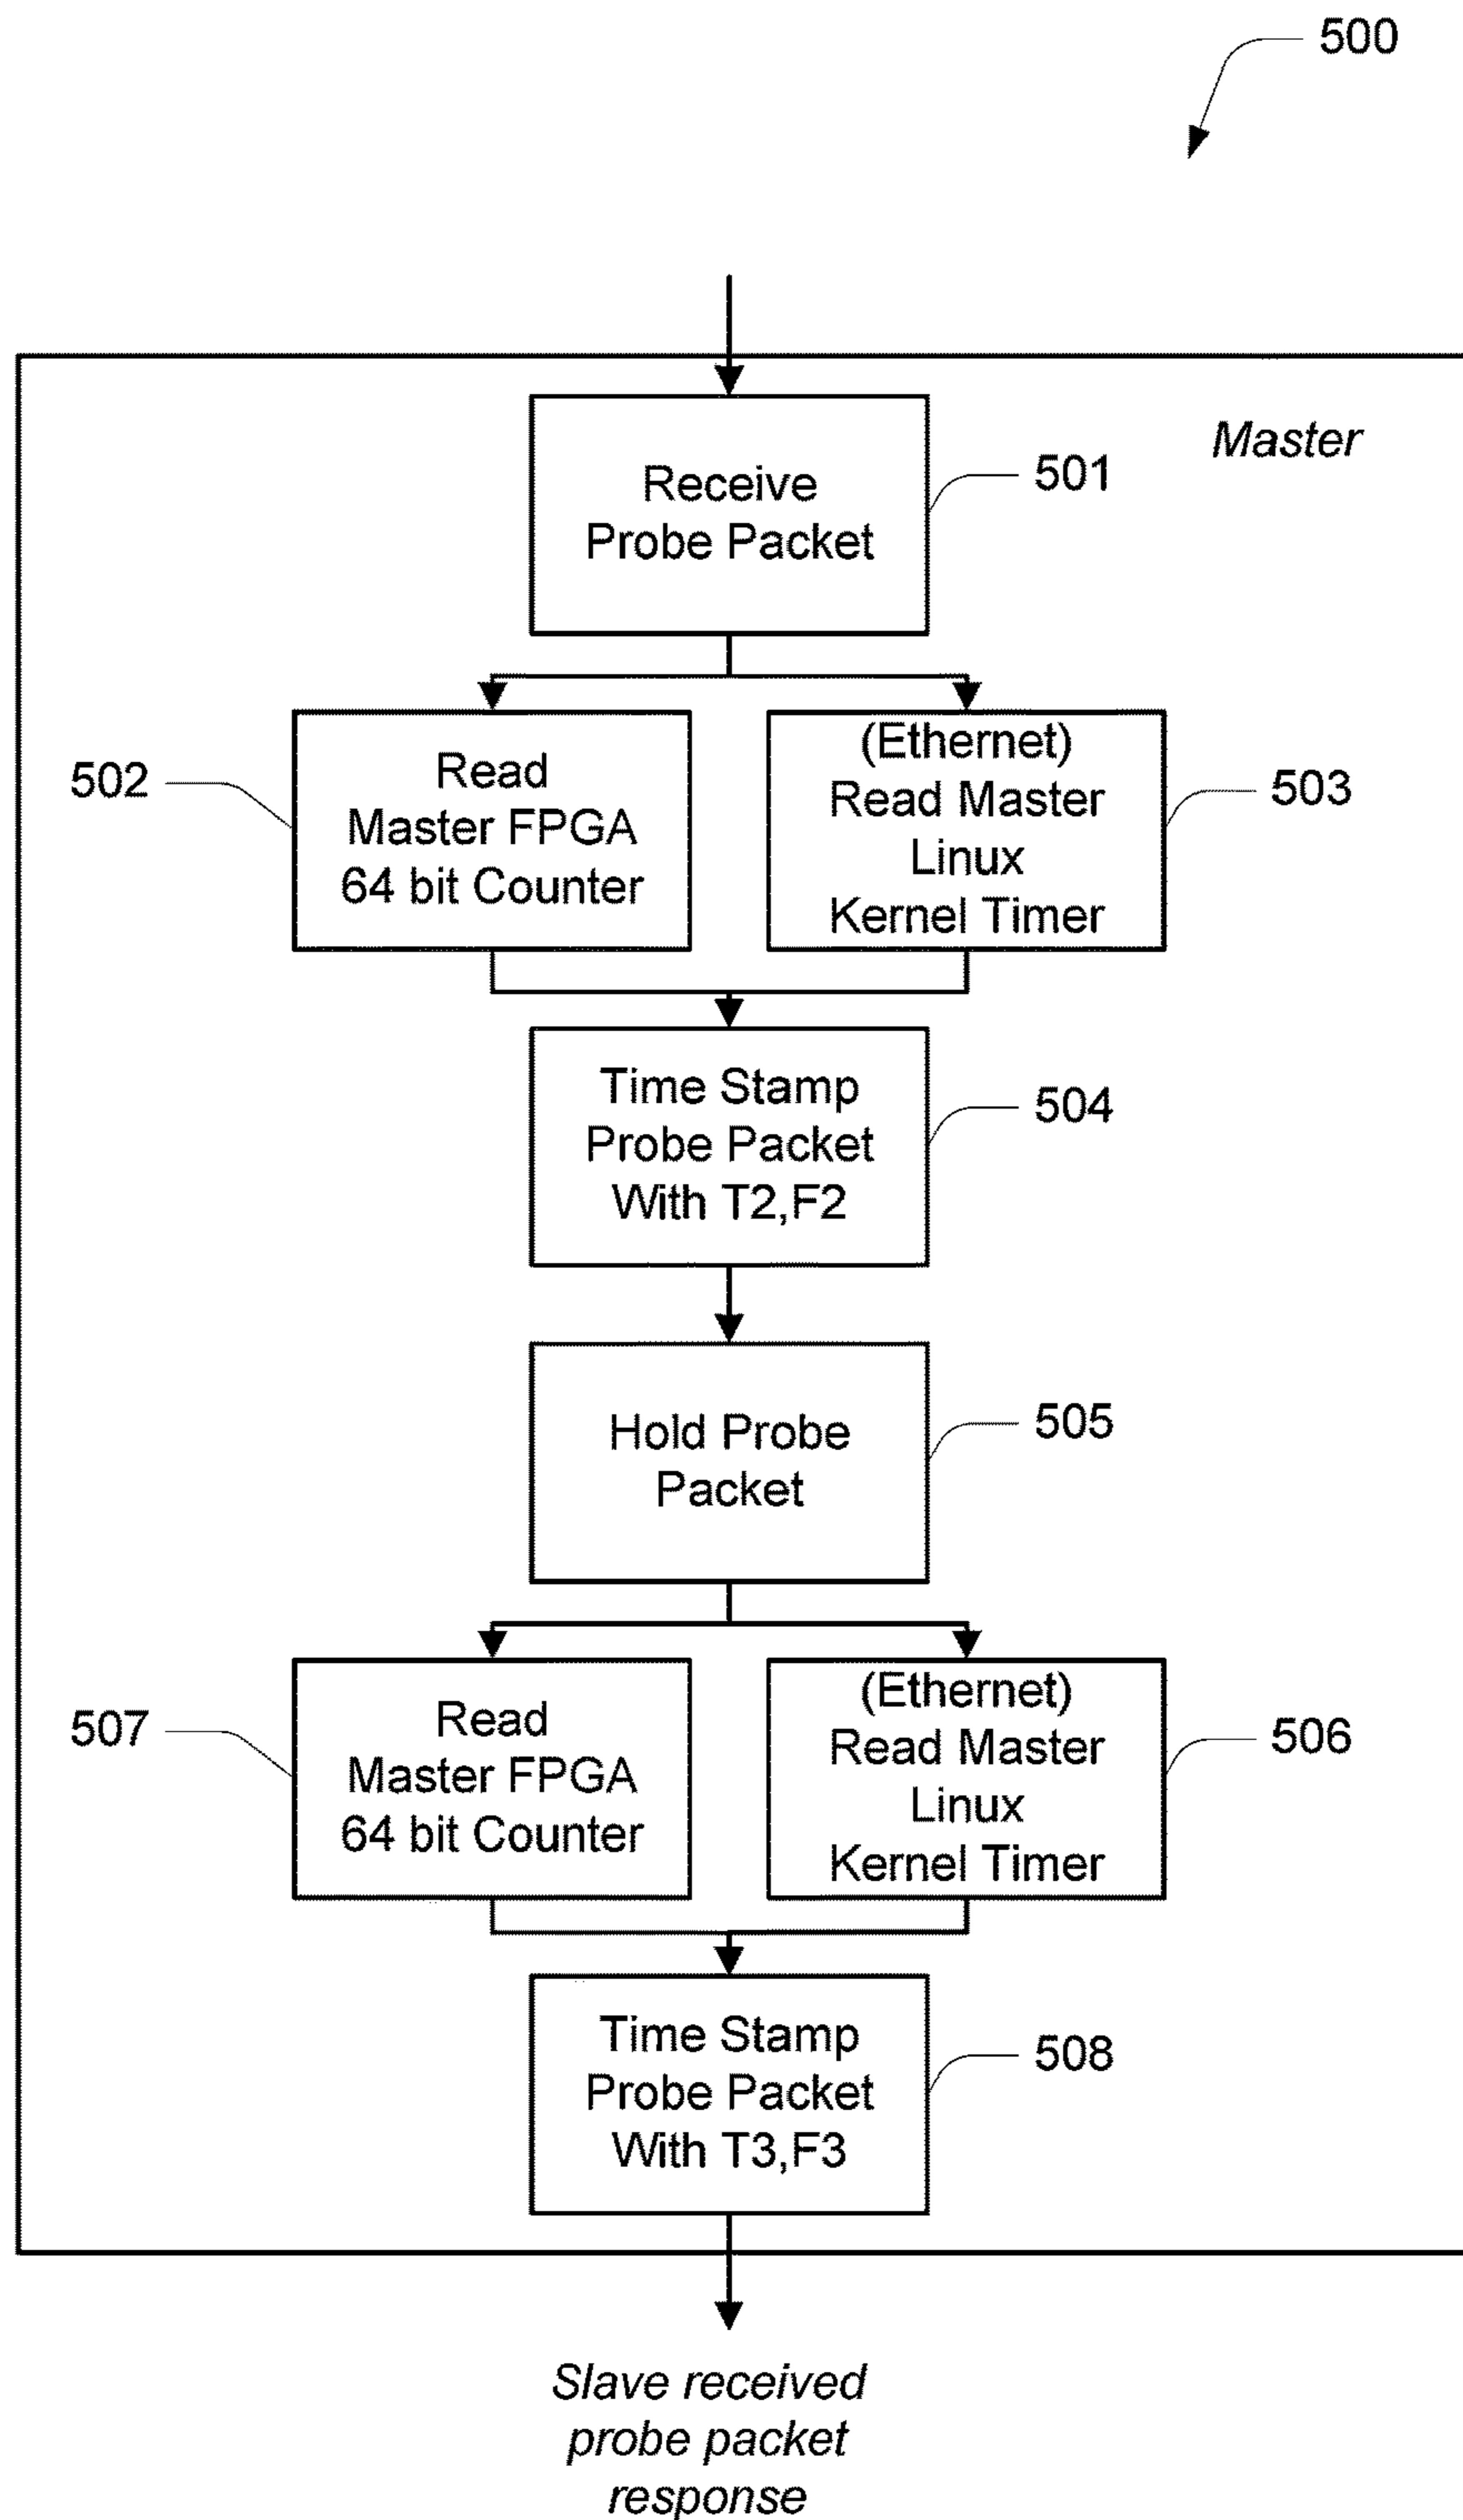 500
Master
Receive
Probe Packet
501
502
Read
Master FPGA
64 bit Counter
(Ethernet)
Read Master
Linux
Kernel Timer
503
Time Stamp
Probe Packet
With T2,F2
504
Hold Probe
Packet
505
507
Read
Master FPGA
64 bit Counter
(Ethernet)
Read Master
Linux
Kernel Timer
506
Time Stamp
Probe Packet
With T3,F3
508
Slave received
probe packet
response